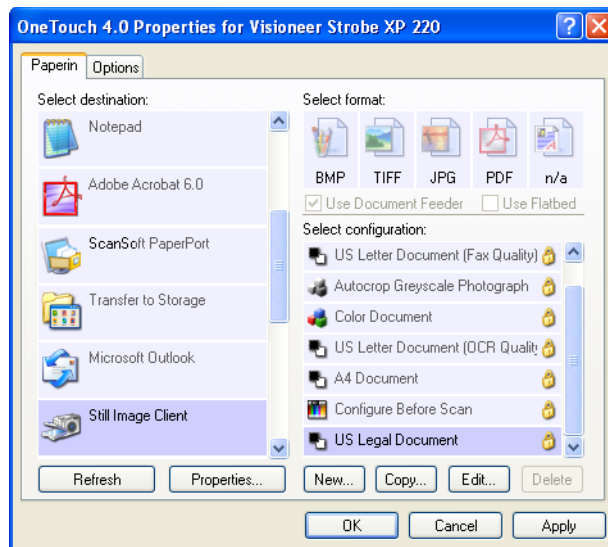 OneTouch 4.0 Properties for Visioneer Strobe XP 220
Paperin
Options
Select destination:
Notepad
Adobe Acrobat 6.0
ScanSoft PaperPort
Transfer to Storage
Microsoft Outlook
Still Image Client
Refresh
Properties...
Select format:
BMP
TIFF
JPG
PDF
n/a
Use Document Feeder
Use Flatbed
Select configuration:
US Letter Document (Fax Quality)
Autocrop Greyscale Photograph
Color Document
US Letter Document (OCR Quality
A4 Document
Configure Before Scan
US Legal Document
New...
Copy...
Edit...
Delete
OK
Cancel
Apply